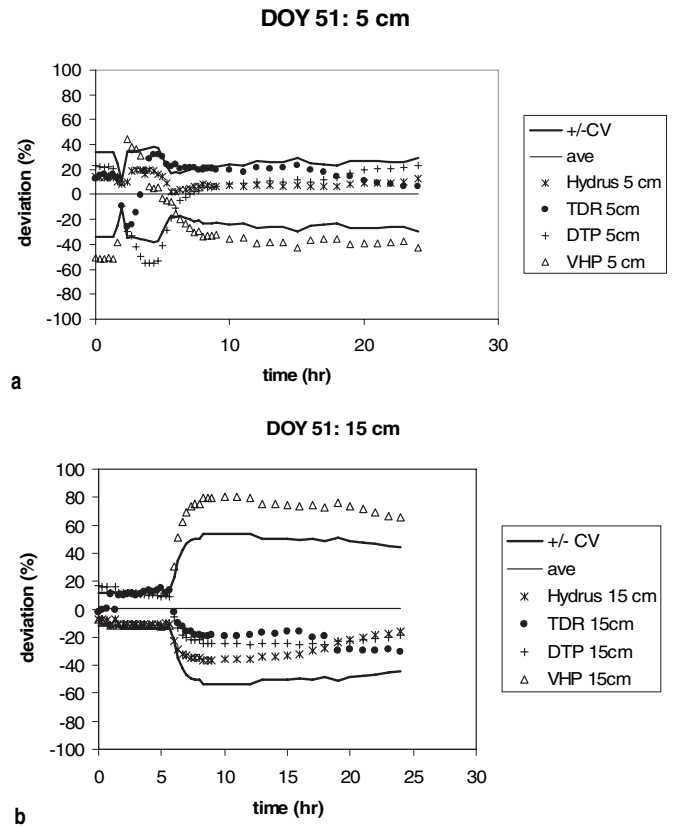 DOY 51: 5 cm
100
80
60
40
20
0
-20
-40
-60
-80
-100
deviation (%)
0 10 20 30
time (hr)
+/-CV
ave
Hydrus 5 cm
TDR 5cm
DTP 5cm
VHP 5 cm
a
DOY 51: 15 cm
100
80
60
40
20
0
-20
-40
-60
-80
-100
deviation (%)
0 5 10 15 20 25 30
time (hr)
+/- CV
ave
Hydrus 15 cm
TDR 15cm
DTP 15cm
VHP 15cm
b